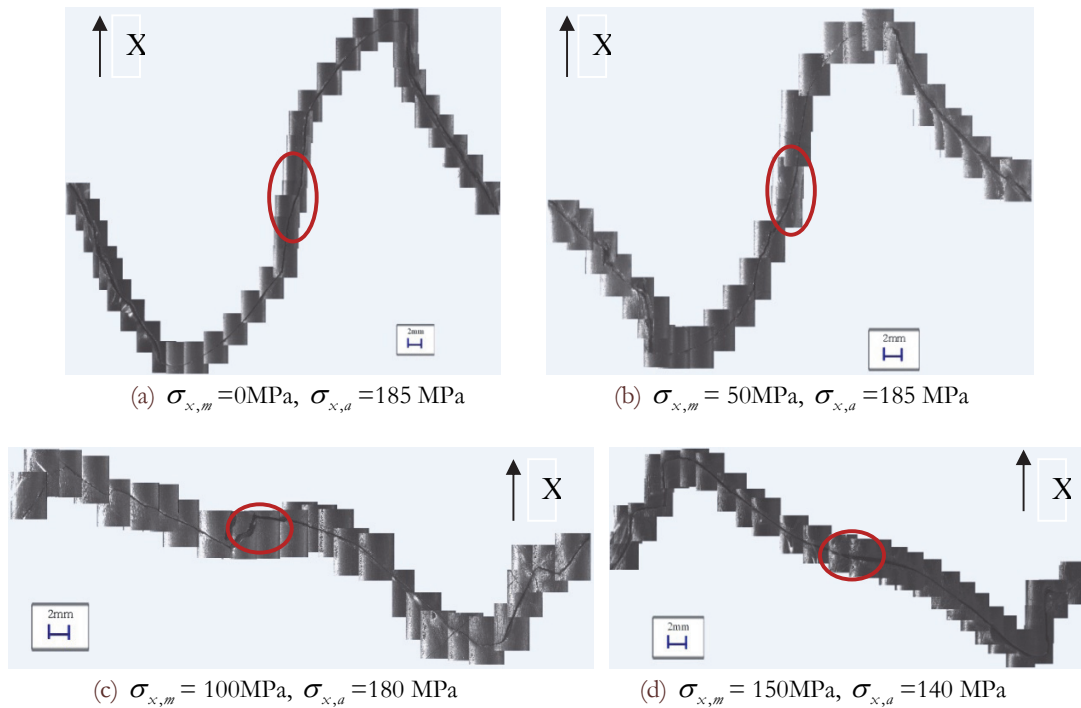 X
X
2mm
2mm
(a) σx,m =0MPa, σx,a =185 MPa
(b) σx,m = 50MPa, σx,a =185 MPa
X
X
2mm
2mm
(c) σx,m = 100MPa, σx,a =180 MPa
(d) σx,m = 150MPa, σx,a =140 MPa